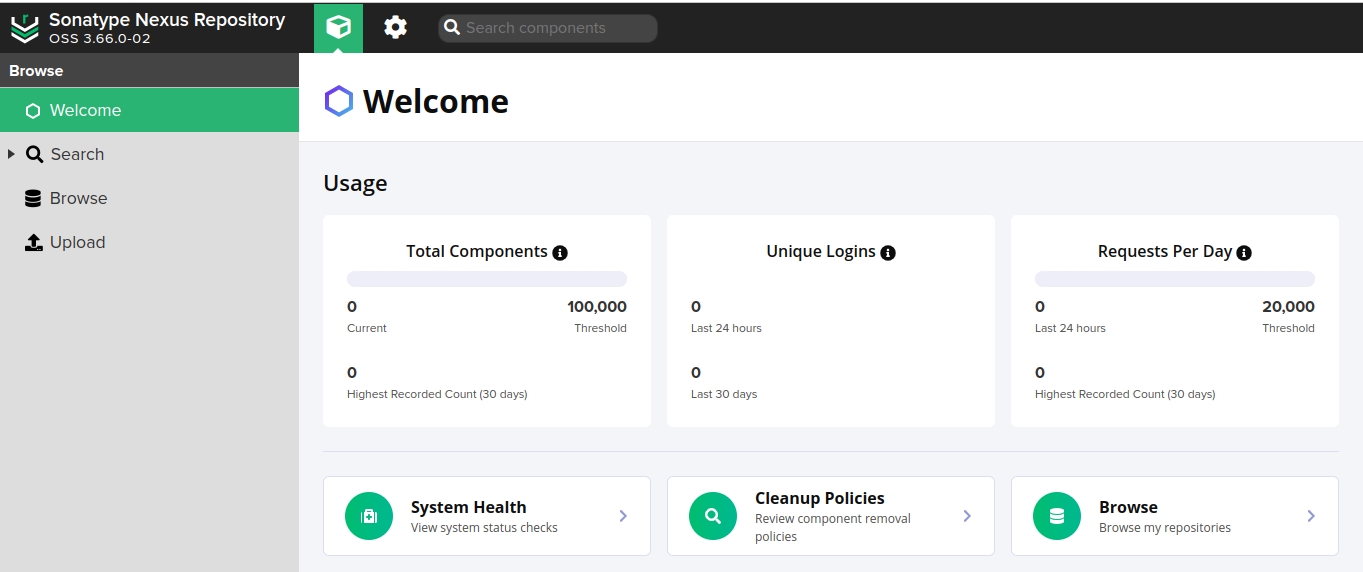 Sonatype Nexus Repository
OSS 3.66.0-02
Search components
Browse
Welcome
Search
Browse
Upload
Welcome
Usage
Total Components
0 100,000
Current Threshold
0
Highest Recorded Count (30 days)
Unique Logins
0
Last 24 hours
0
Last 30 days
Requests Per Day
0 20,000
Last 24 hours Threshold
0
Highest Recorded Count (30 days)
System Health
View system status checks
Cleanup Policies
Review component removal
policies
Browse
Browse my repositories